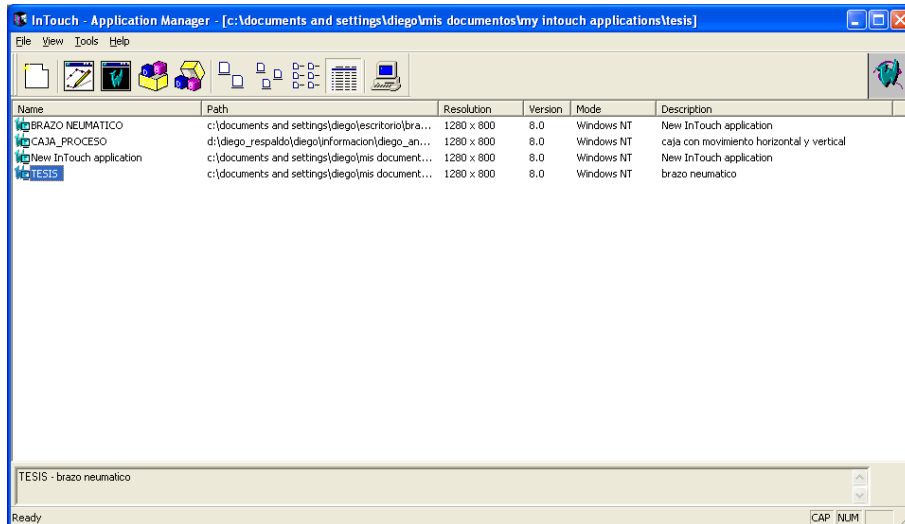 InTouch - Application Manager - [c:\documents and settings\diego\mis documentos\my intouch applications\tesis]
File View Tools Help
Name Path Resolution Version Mode Description
BRAZO NEUMATICO c:\documents and settings\diego\escritorio\bra... 1280 x 800 8.0 Windows NT New InTouch application
CAJA_PROCESO d:\diego_respaldo\diego\informacion\diego_an... 1280 x 800 8.0 Windows NT caja con movimiento horizontal y vertical
New InTouch application c:\documents and settings\diego\mis document... 1280 x 800 8.0 Windows NT New InTouch application
TESIS c:\documents and settings\diego\mis document... 1280 x 800 8.0 Windows NT brazo neumatico
TESIS - brazo neumatico
Ready CAP NUM